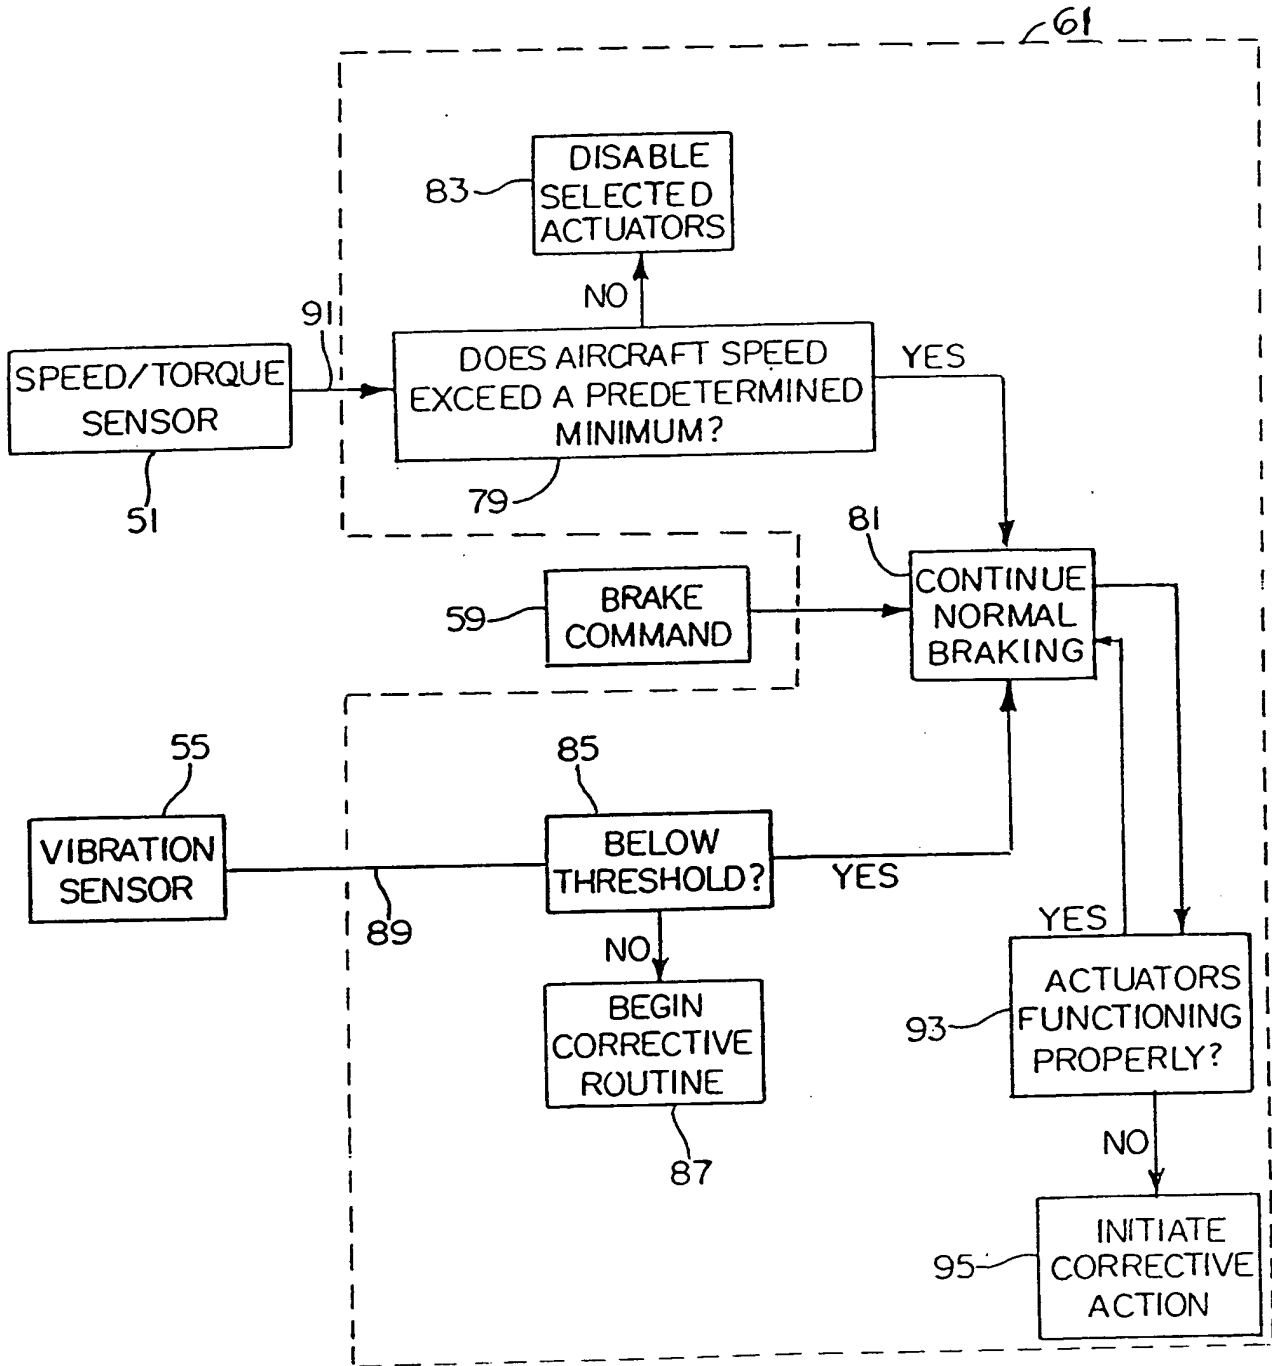 61
DISABLE
SELECTED
ACTUATORS
83
NO
91
SPEED/TORQUE
SENSOR
51
DOES AIRCRAFT SPEED
EXCEED A PREDETERMINED
MINIMUM?
79
YES
81
CONTINUE
NORMAL
BRAKING
59
BRAKE
COMMAND
55
VIBRATION
SENSOR
89
85
BELOW
THRESHOLD?
YES
NO
BEGIN
CORRECTIVE
ROUTINE
87
YES
93
ACTUATORS
FUNCTIONING
PROPERLY?
NO
95
INITIATE
CORRECTIVE
ACTION